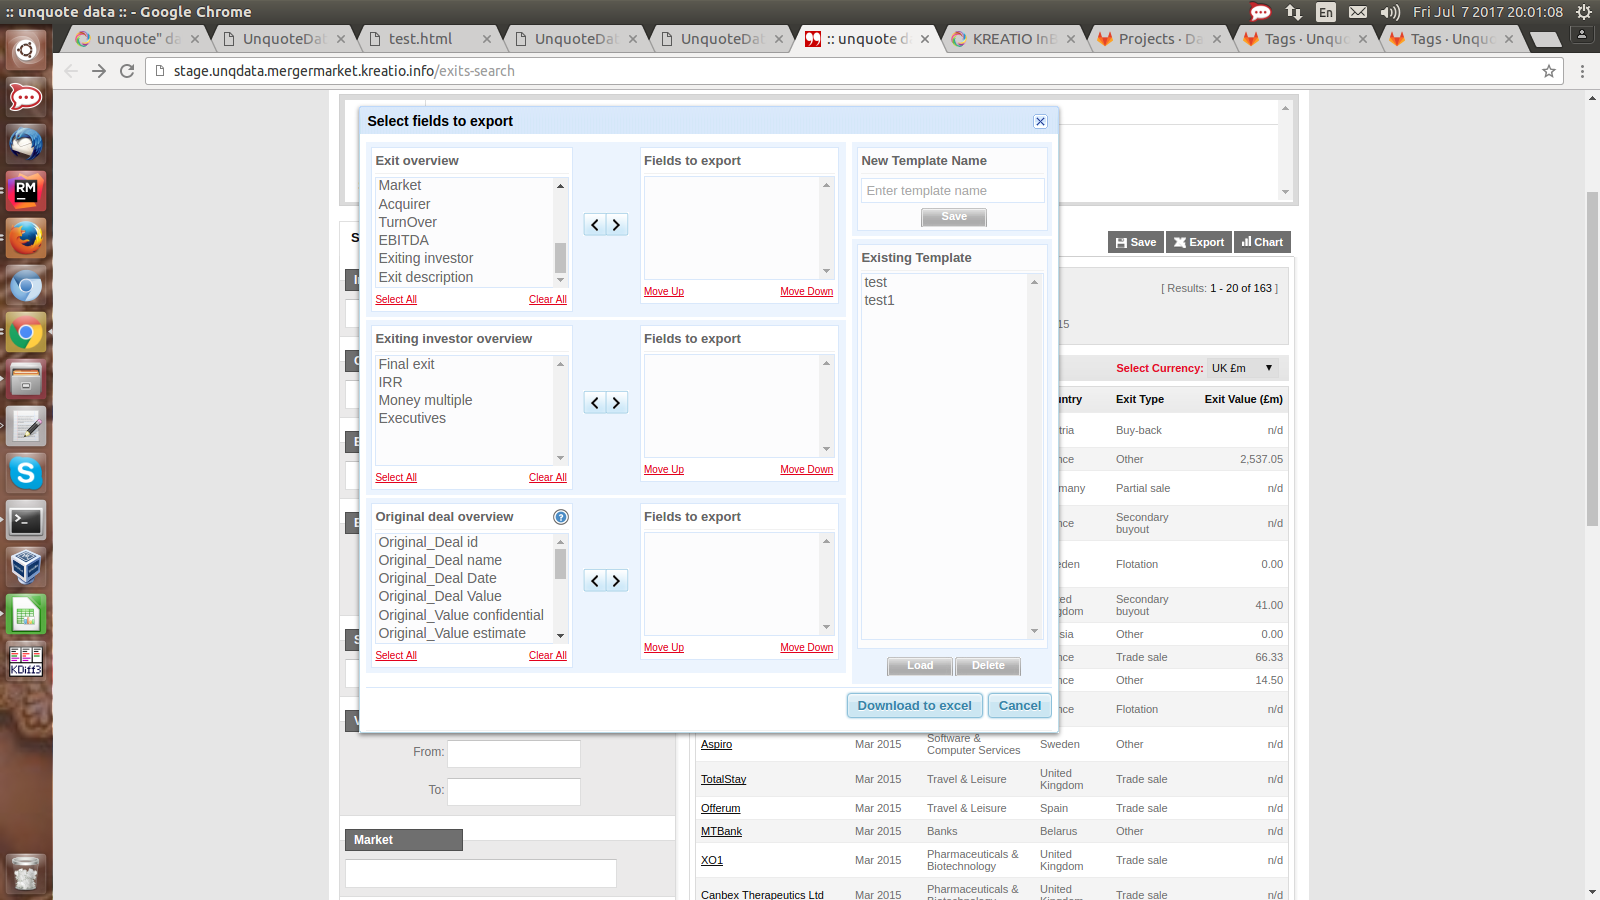 :: unquote data :: - Google Chrome
En
Fri Jul 7 2017 20:01:08
unquote" da
UnquoteDat
test.html
UnquoteDat
UnquoteDat
:: unquote da
KREATIO InB
Projects · Da
Tags · Unquo
Tags · Unquo
stage.unqdata.mergermarket.kreatio.info/exits-search
Select fields to export
Exit overview
Market
Acquirer
TurnOver
EBITDA
Exiting investor
Exit description
Select All
Clear All
Fields to export
Move Up
Move Down
Exiting investor overview
Final exit
IRR
Money multiple
Executives
Select All
Clear All
Fields to export
Move Up
Move Down
Original deal overview
?
Original_Deal id
Original_Deal name
Original_Deal Date
Original_Deal Value
Original_Value confidential
Original_Value estimate
Select All
Clear All
Fields to export
Move Up
Move Down
New Template Name
Enter template name
Save
Existing Template
test
test1
Load
Delete
Download to excel
Cancel
Save
Export
Chart
[ Results: 1 - 20 of 163 ]
15
Select Currency: UK £m
ntry
Exit Type
Exit Value (£m)
tria
Buy-back
n/d
nce
Other
2,537.05
many
Partial sale
n/d
nce
Secondary
buyout
n/d
den
Flotation
0.00
ed
gdom
Secondary
buyout
41.00
sia
Other
0.00
nce
Trade sale
66.33
nce
Other
14.50
nce
Flotation
n/d
Aspiro
Mar 2015
Software &
Computer Services
Sweden
Other
n/d
TotalStay
Mar 2015
Travel & Leisure
United
Kingdom
Trade sale
n/d
Offerum
Mar 2015
Travel & Leisure
Spain
Trade sale
n/d
MTBank
Mar 2015
Banks
Belarus
Other
n/d
XO1
Mar 2015
Pharmaceuticals &
Biotechnology
United
Kingdom
Trade sale
n/d
Canbex Therapeutics Ltd
Mar 2015
Pharmaceuticals &
Biotechnology
United
Kingdom
Trade sale
n/d
From:
To:
Market
RM
KDiff3